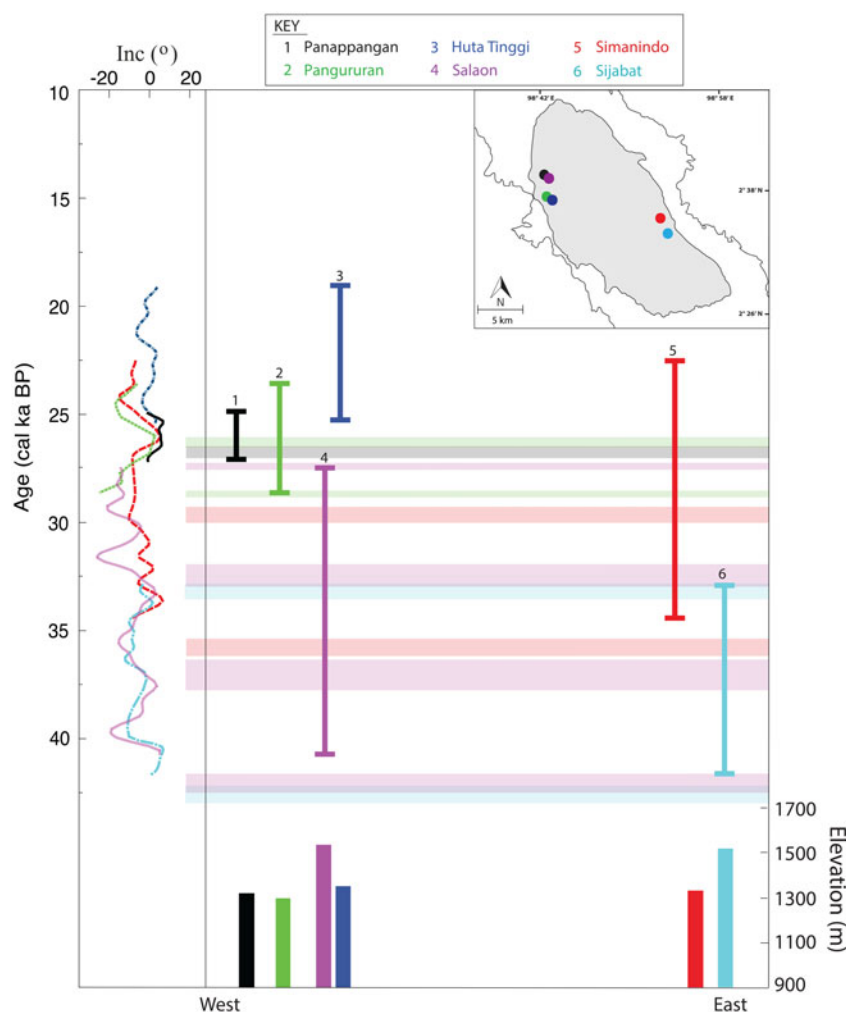 KEY
1 Panappangan 3 Huta Tinggi 5 Simanindo
2 Pangururan 4 Salaon 6 Sijabat
Inc (°)
-20 0 20
10
15
20
25
30
35
40
Age (cal ka BP)
98°42'E 98°58'E
2°38'N
2°26'N
N
5 km
3
5
2
1
4
6
1700
1500
1300
1100
900
Elevation (m)
West East